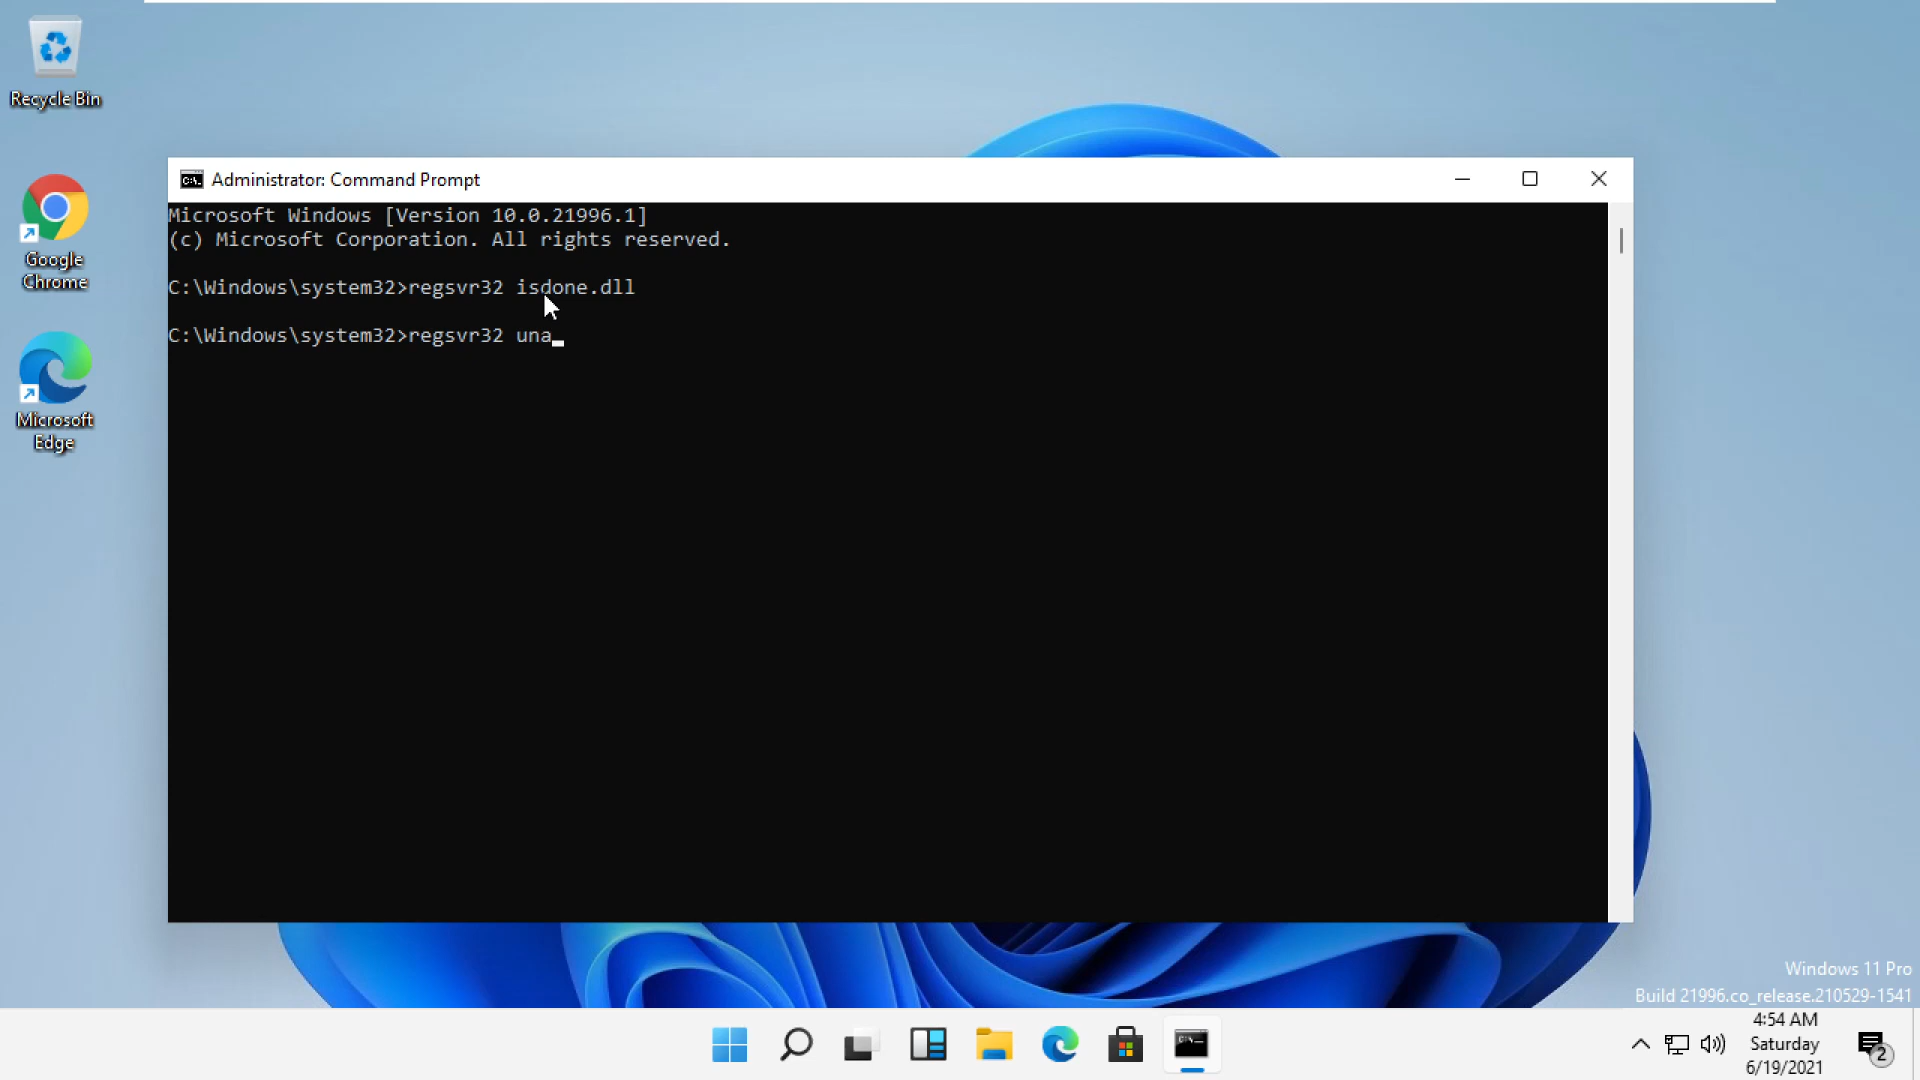 Recycle Bin
Google
Chrome
Microsoft
Edge
Administrator: Command Prompt
Microsoft Windows [Version 10.0.21996.1]
(c) Microsoft Corporation. All rights reserved.
C:\Windows\system32>regsvr32 isdone.dll
C:\Windows\system32>regsvr32 una
Windows 11 Pro
Build 21996.co_release.210529-1541
4:54 AM
Saturday
6/19/2021
2